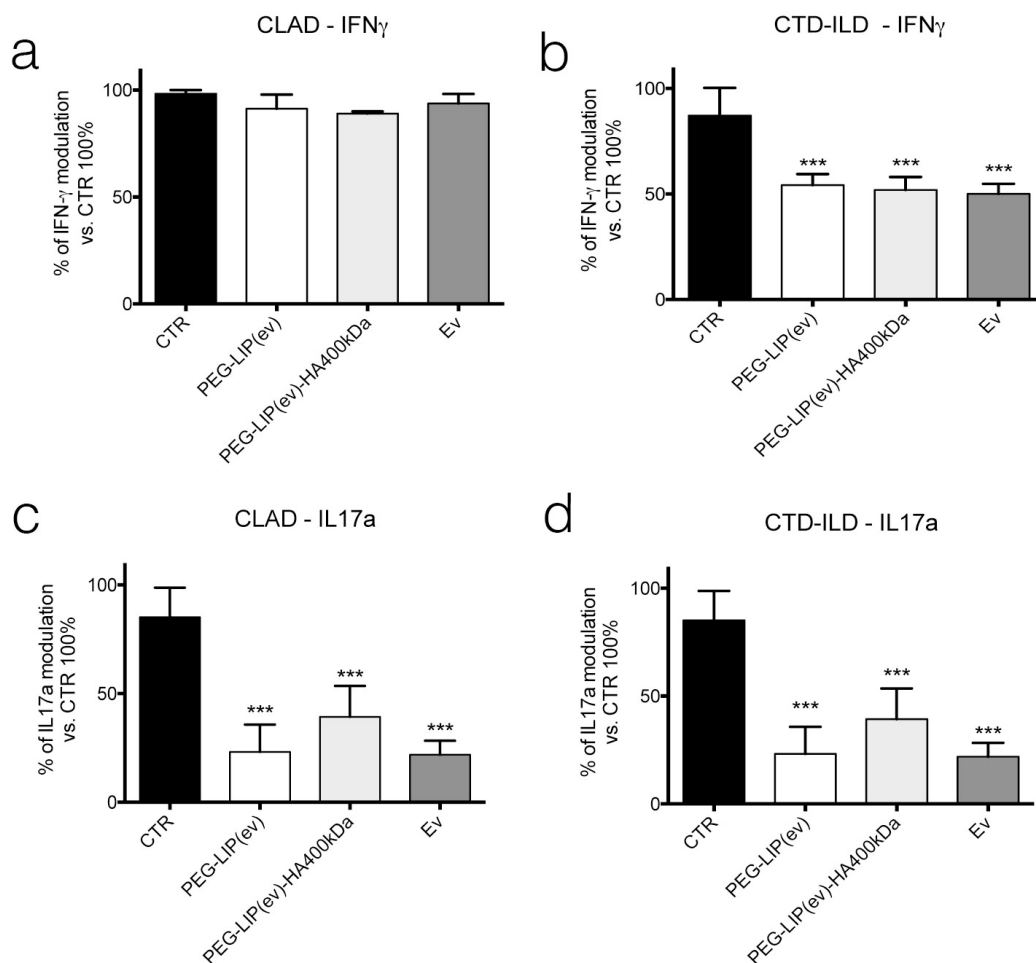 a
CLAD - IFNγ
% of IFN-γ modulation
vs. CTR 100%
100
50
0
CTR
PEG-LIP(ev)
PEG-LIP(ev)-HA400kDa
Ev
b
CTD-ILD - IFNγ
% of IFN-γ modulation
vs. CTR 100%
100
50
0
***
***
***
CTR
PEG-LIP(ev)
PEG-LIP(ev)-HA400kDa
Ev
c
CLAD - IL17a
% of IL17a modulation
vs. CTR 100%
100
50
0
***
***
***
CTR
PEG-LIP(ev)
PEG-LIP(ev)-HA400kDa
Ev
d
CTD-ILD - IL17a
% of IL17a modulation
vs. CTR 100%
100
50
0
***
***
***
CTR
PEG-LIP(ev)
PEG-LIP(ev)-HA400kDa
Ev